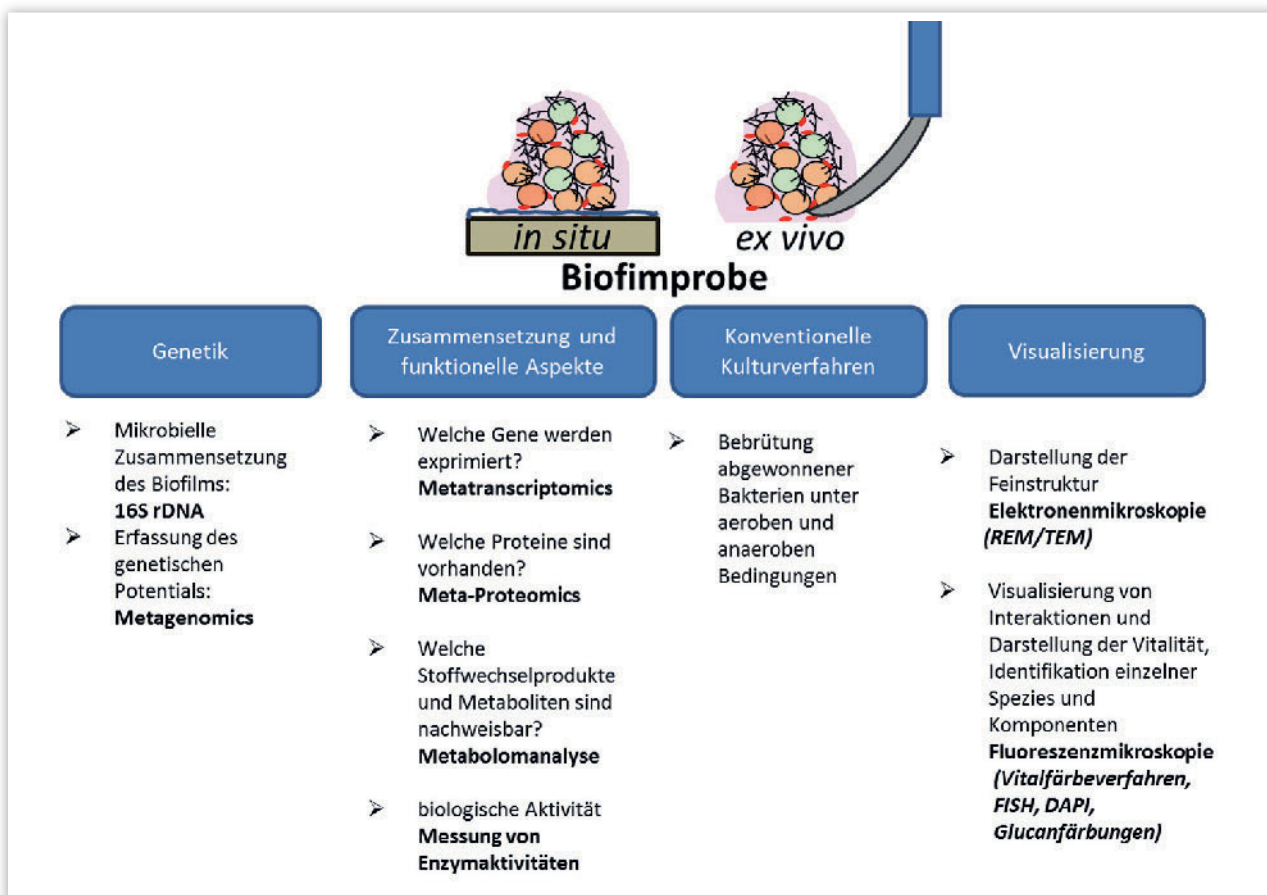 in situ
ex vivo
Biofimprobe
Genetik
Zusammensetzung und
funktionelle Aspekte
Konventionelle
Kulturverfahren
Visualisierung
➢ Mikrobielle
Zusammensetzung
des Biofilms:
16S rDNA
➢ Erfassung des
genetischen
Potentials:
Metagenomics
➢ Welche Gene werden
exprimiert?
Metatranscriptomics
➢ Welche Proteine sind
vorhanden?
Meta-Proteomics
➢ Welche
Stoffwechselprodukte
und Metaboliten sind
nachweisbar?
Metabolomanalyse
➢ biologische Aktivität
Messung von
Enzymaktivitäten
➢ Bebrütung
abgewonnener
Bakterien unter
aeroben und
anaeroben
Bedingungen
➢ Darstellung der
Feinstruktur
Elektronenmikroskopie
(REM/TEM)
➢ Visualisierung von
Interaktionen und
Darstellung der Vitalität,
Identifikation einzelner
Spezies und
Komponenten
Fluoreszenzmikroskopie
(Vitalfärbeverfahren,
FISH, DAPI,
Glucanfärbungen)